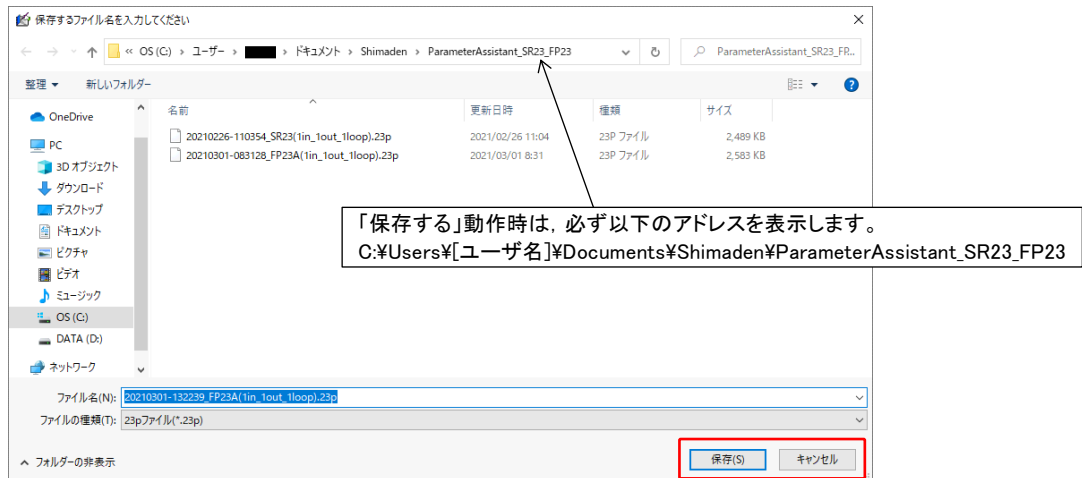 保存するファイル名を入力してください
« OS (C:) › ユーザー › › ドキュメント › Shimaden › ParameterAssistant_SR23_FP23
ParameterAssistant_SR23_FP...
整理 新しいフォルダー
OneDrive
PC
3D オブジェクト
ダウンロード
デスクトップ
ドキュメント
ピクチャ
ビデオ
ミュージック
OS (C:)
DATA (D:)
ネットワーク
名前 更新日時 種類 サイズ
20210226-110354_SR23(1in_1out_1loop).23p 2021/02/26 11:04 23P ファイル 2,489 KB
20210301-083128_FP23A(1in_1out_1loop).23p 2021/03/01 8:31 23P ファイル 2,583 KB
「保存する」動作時は，必ず以下のアドレスを表示します。
C:¥Users¥[ユーザ名]¥Documents¥Shimaden¥ParameterAssistant_SR23_FP23
ファイル名(N): 20210301-132239_FP23A(1in_1out_1loop).23p
ファイルの種類(T): 23pファイル(*.23p)
フォルダーの非表示
保存(S) キャンセル